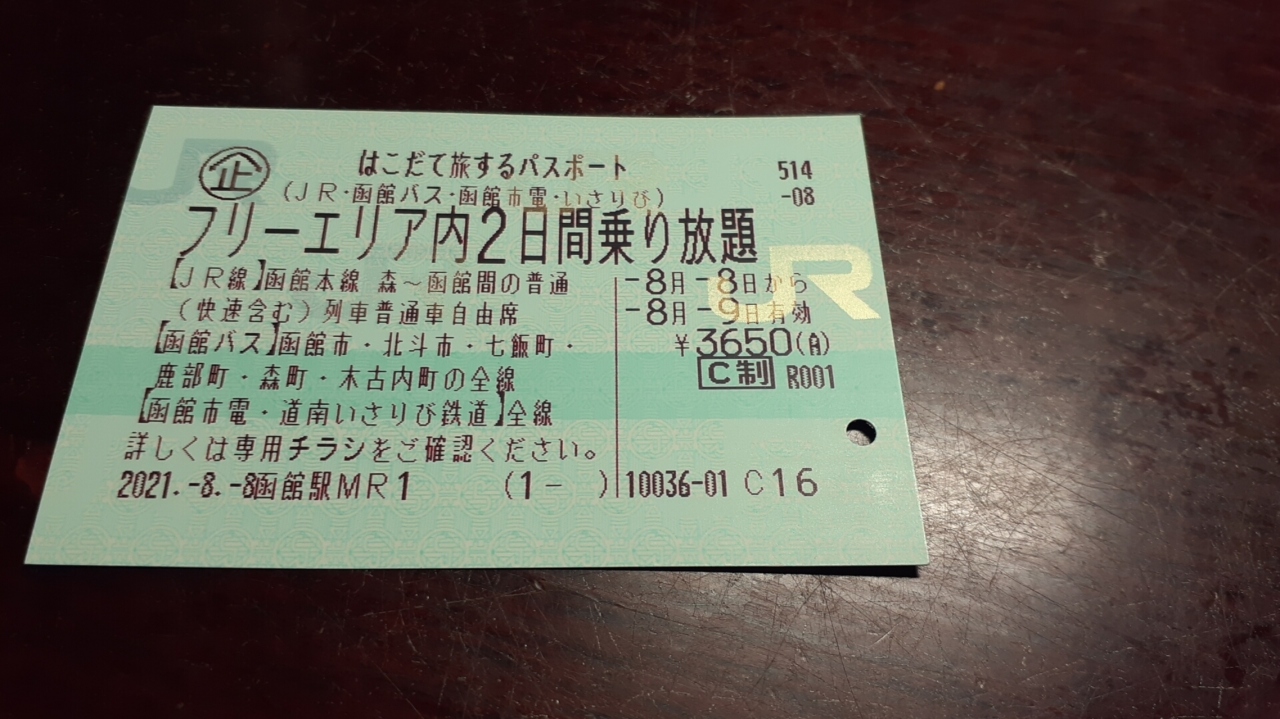 JR
企 はこだて旅するパスポート 514
(JR・函館バス・函館市電・いさりび) -08
フリーエリア内2日間乗り放題
【JR線】函館本線 森~函館間の普通 -8月-8日から
(快速含む)列車普通車自由席 -8月-9日有効
JR
【函館バス】函館市・北斗市・七飯町・ ¥3650(A)
鹿部町・森町・木古内町の全線 C制 R001
【函館市電・道南いさりび鉄道】全線
詳しくは専用チラシをご確認ください。
2021.-8.-8函館駅MR1 (1- ) 10036-01 C16